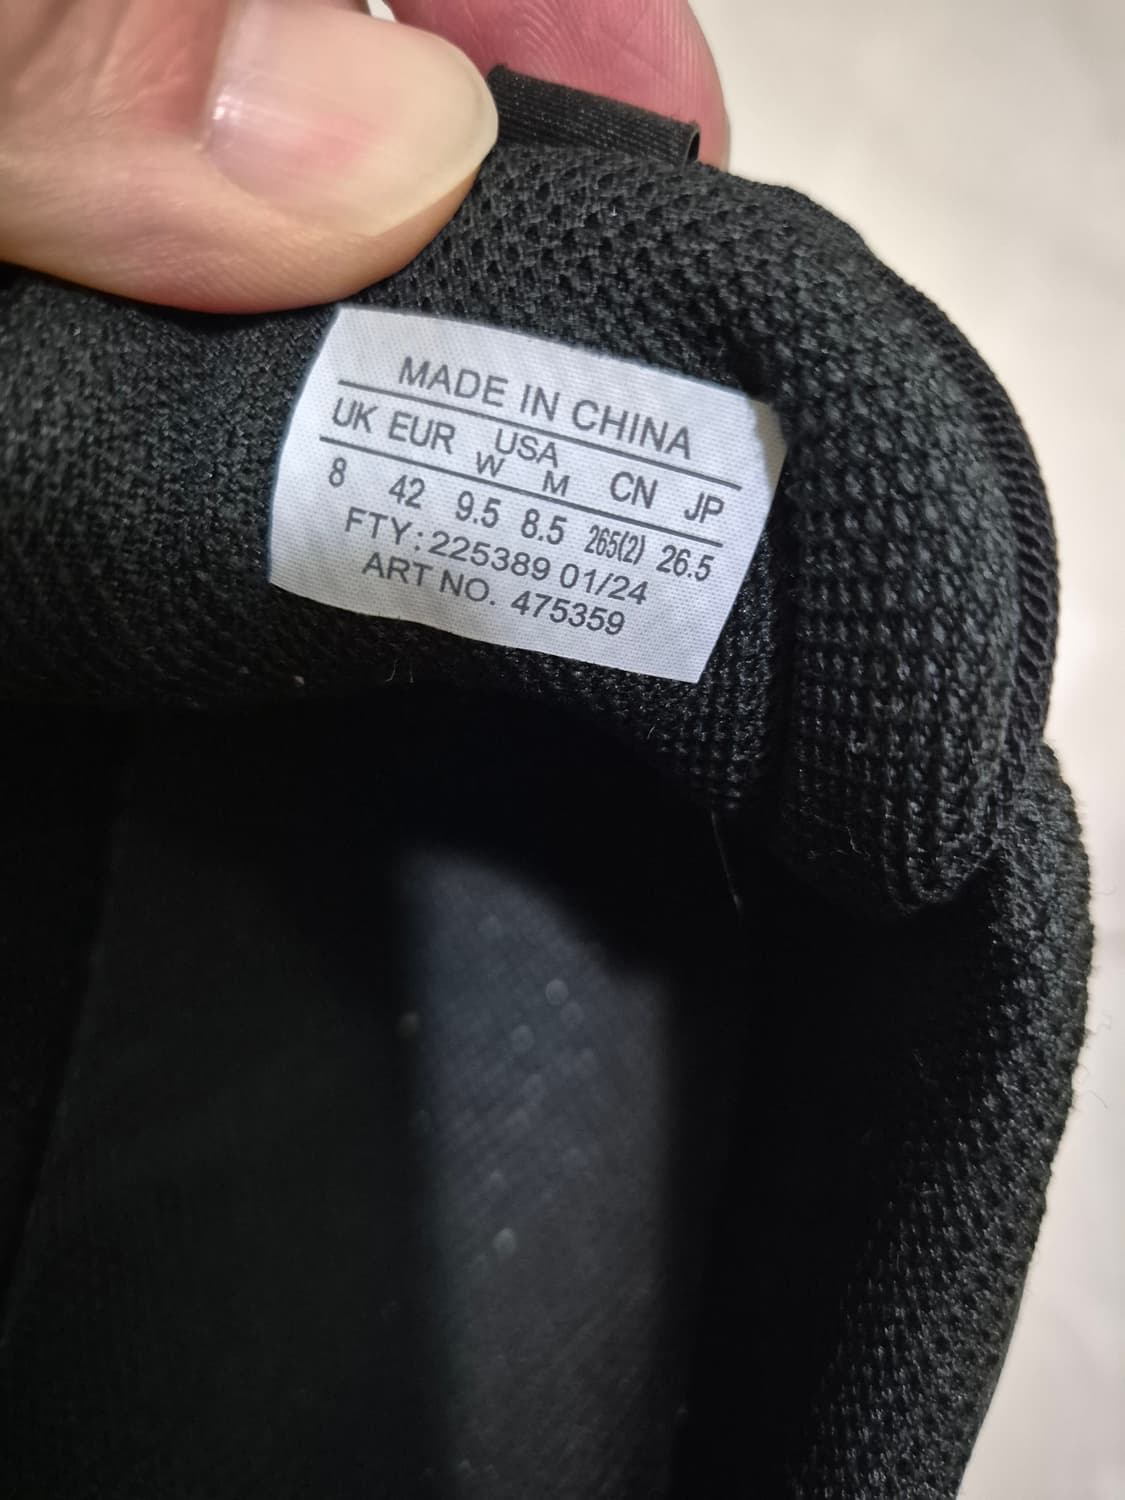 MADE IN CHINA
UK EUR USA CN JP
W M
8 42 9.5 8.5 265(2) 26.5
FTY:225389 01/24
ART NO. 475359